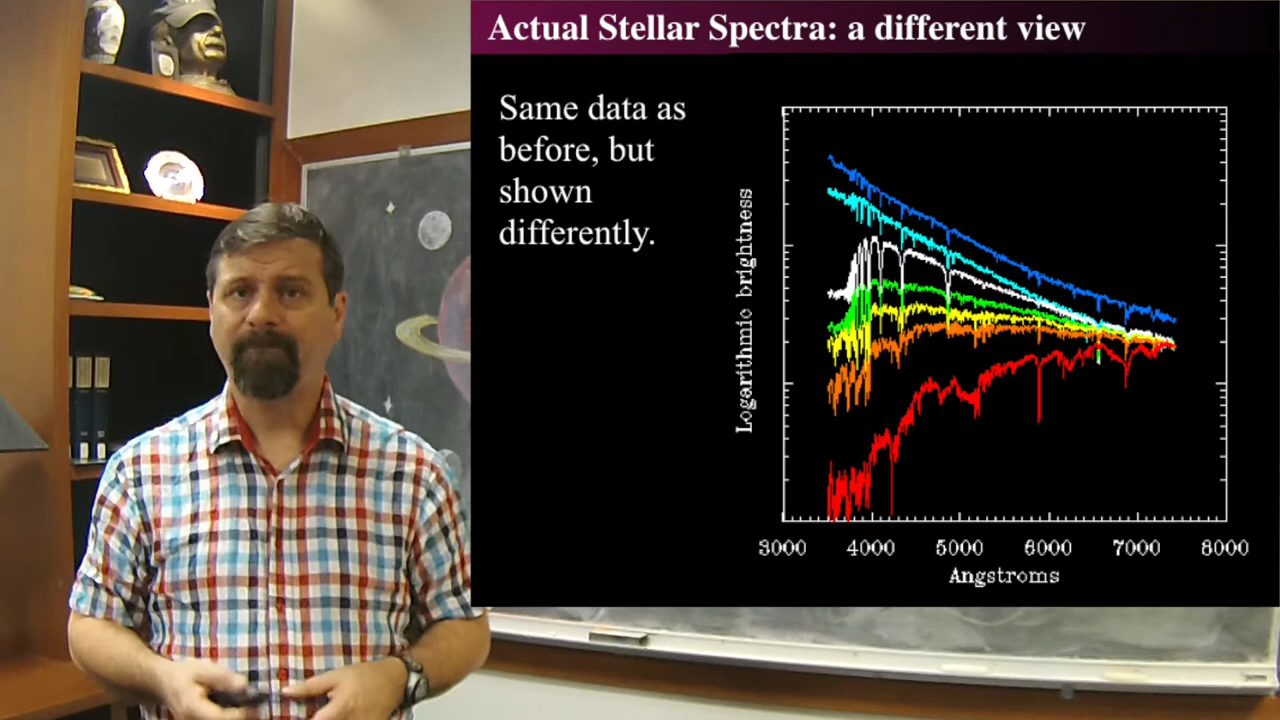 Actual Stellar Spectra: a different view
Same data as
before, but
shown
differently.
Logarithmic brightness
3000 4000 5000 6000 7000 8000
Angstroms